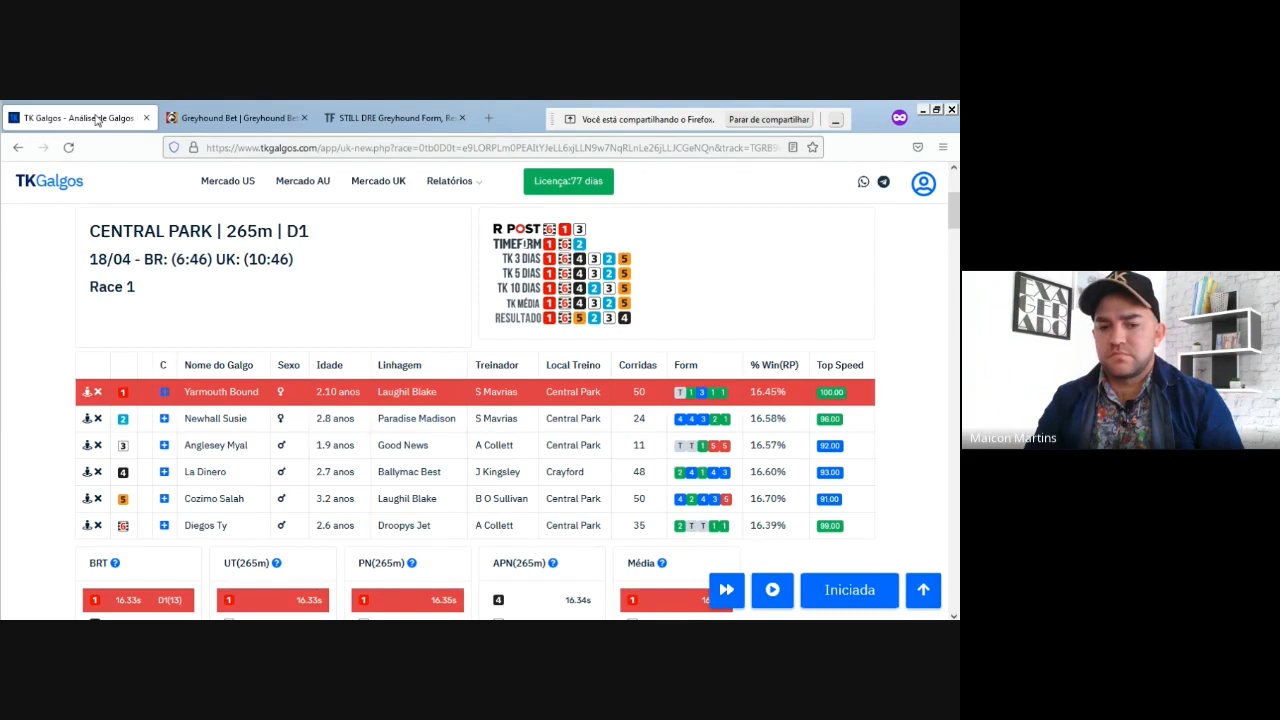 TK Galgos - Análise de Galgos
Greyhound Bet | Greyhound Be
TF STILL DRE Greyhound Form, Re
Você está compartilhando o Firefox.
Parar de compartilhar
TKGalgos
Mercado US
Mercado AU
Mercado UK
Relatórios
Licença:77 dias
CENTRAL PARK | 265m | D1
18/04 - BR: (6:46) UK: (10:46)
Race 1
R POST 6 1 3
TIMEFORM 1 6 2
TK 3 DIAS 1 6 4 3 2 5
TK 5 DIAS 1 6 4 3 2 5
TK 10 DIAS 1 6 4 2 3 5
TK MÉDIA 1 6 4 3 2 5
RESULTADO 1 6 5 2 3 4
C Nome do Galgo Sexo Idade Linhagem Treinador Local Treino Corridas Form % Win(RP) Top Speed
1 Yarmouth Bound ♀ 2.10 anos Laughil Blake S Mavrias Central Park 50 T 1 3 1 1 16.45% 100.00
2 Newhall Susie ♀ 2.8 anos Paradise Madison S Mavrias Central Park 24 4 4 3 2 1 16.58% 98.00
3 Anglesey Myal ♂ 1.9 anos Good News A Collett Central Park 11 T T 1 5 5 16.57% 92.00
4 La Dinero ♂ 2.7 anos Ballymac Best J Kingsley Crayford 48 2 4 1 4 3 16.60% 93.00
5 Cozimo Salah ♂ 3.2 anos Laughil Blake B O Sullivan Central Park 50 4 2 4 3 5 16.70% 91.00
6 Diegos Ty ♂ 2.6 anos Droopys Jet A Collett Central Park 35 2 T T 1 1 16.39% 99.00
BRT
UT(265m)
PN(265m)
APN(265m)
Média
1 16.33s D1(13)
1 16.33s
1 16.35s
4 16.34s
1
Iniciada
EXA
GER
ADO
Maicon Martins